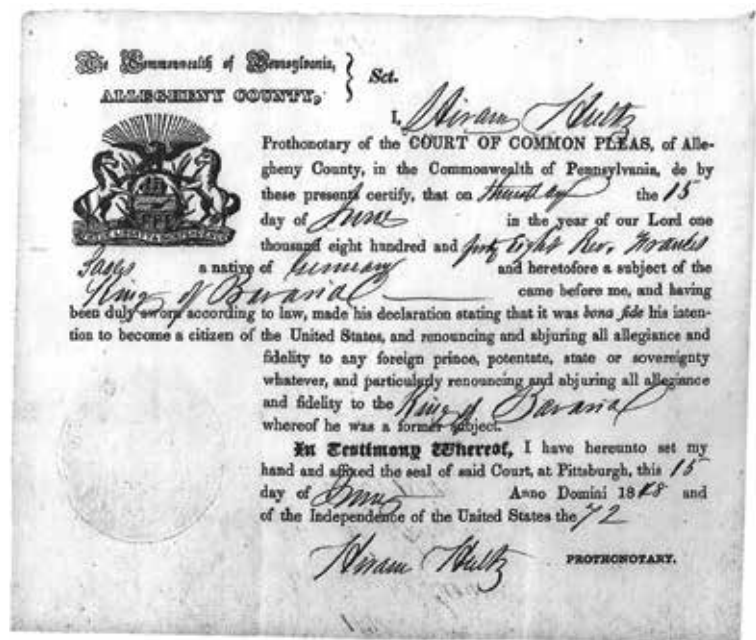 The Commonwealth of Pennsylvania,
ALLEGHENY COUNTY,
Sct.
I, Hiram Hultz
Prothonotary of the COURT OF COMMON PLEAS, of Alle-
gheny County, in the Commonwealth of Pennsylvania, do by
these presents certify, that on thursday the 15
day of June in the year of our Lord one
thousand eight hundred and forty Eight Rev. Francis
Sales a native of Germany and heretofore a subject of the
King of Bavaria came before me, and having
been duly sworn according to law, made his declaration stating that it was bona fide his inten-
tion to become a citizen of the United States, and renouncing and abjuring all allegiance and
fidelity to any foreign prince, potentate, state or sovereignty
whatever, and particularly renouncing and abjuring all allegiance
and fidelity to the King of Bavaria
whereof he was a former subject.
In Testimony Whereof, I have hereunto set my
hand and affixed the seal of said Court, at Pittsburgh, this 15
day of June Anno Domini 1848 and
of the Independence of the United States the 72
Hiram Hultz PROTHONOTARY.